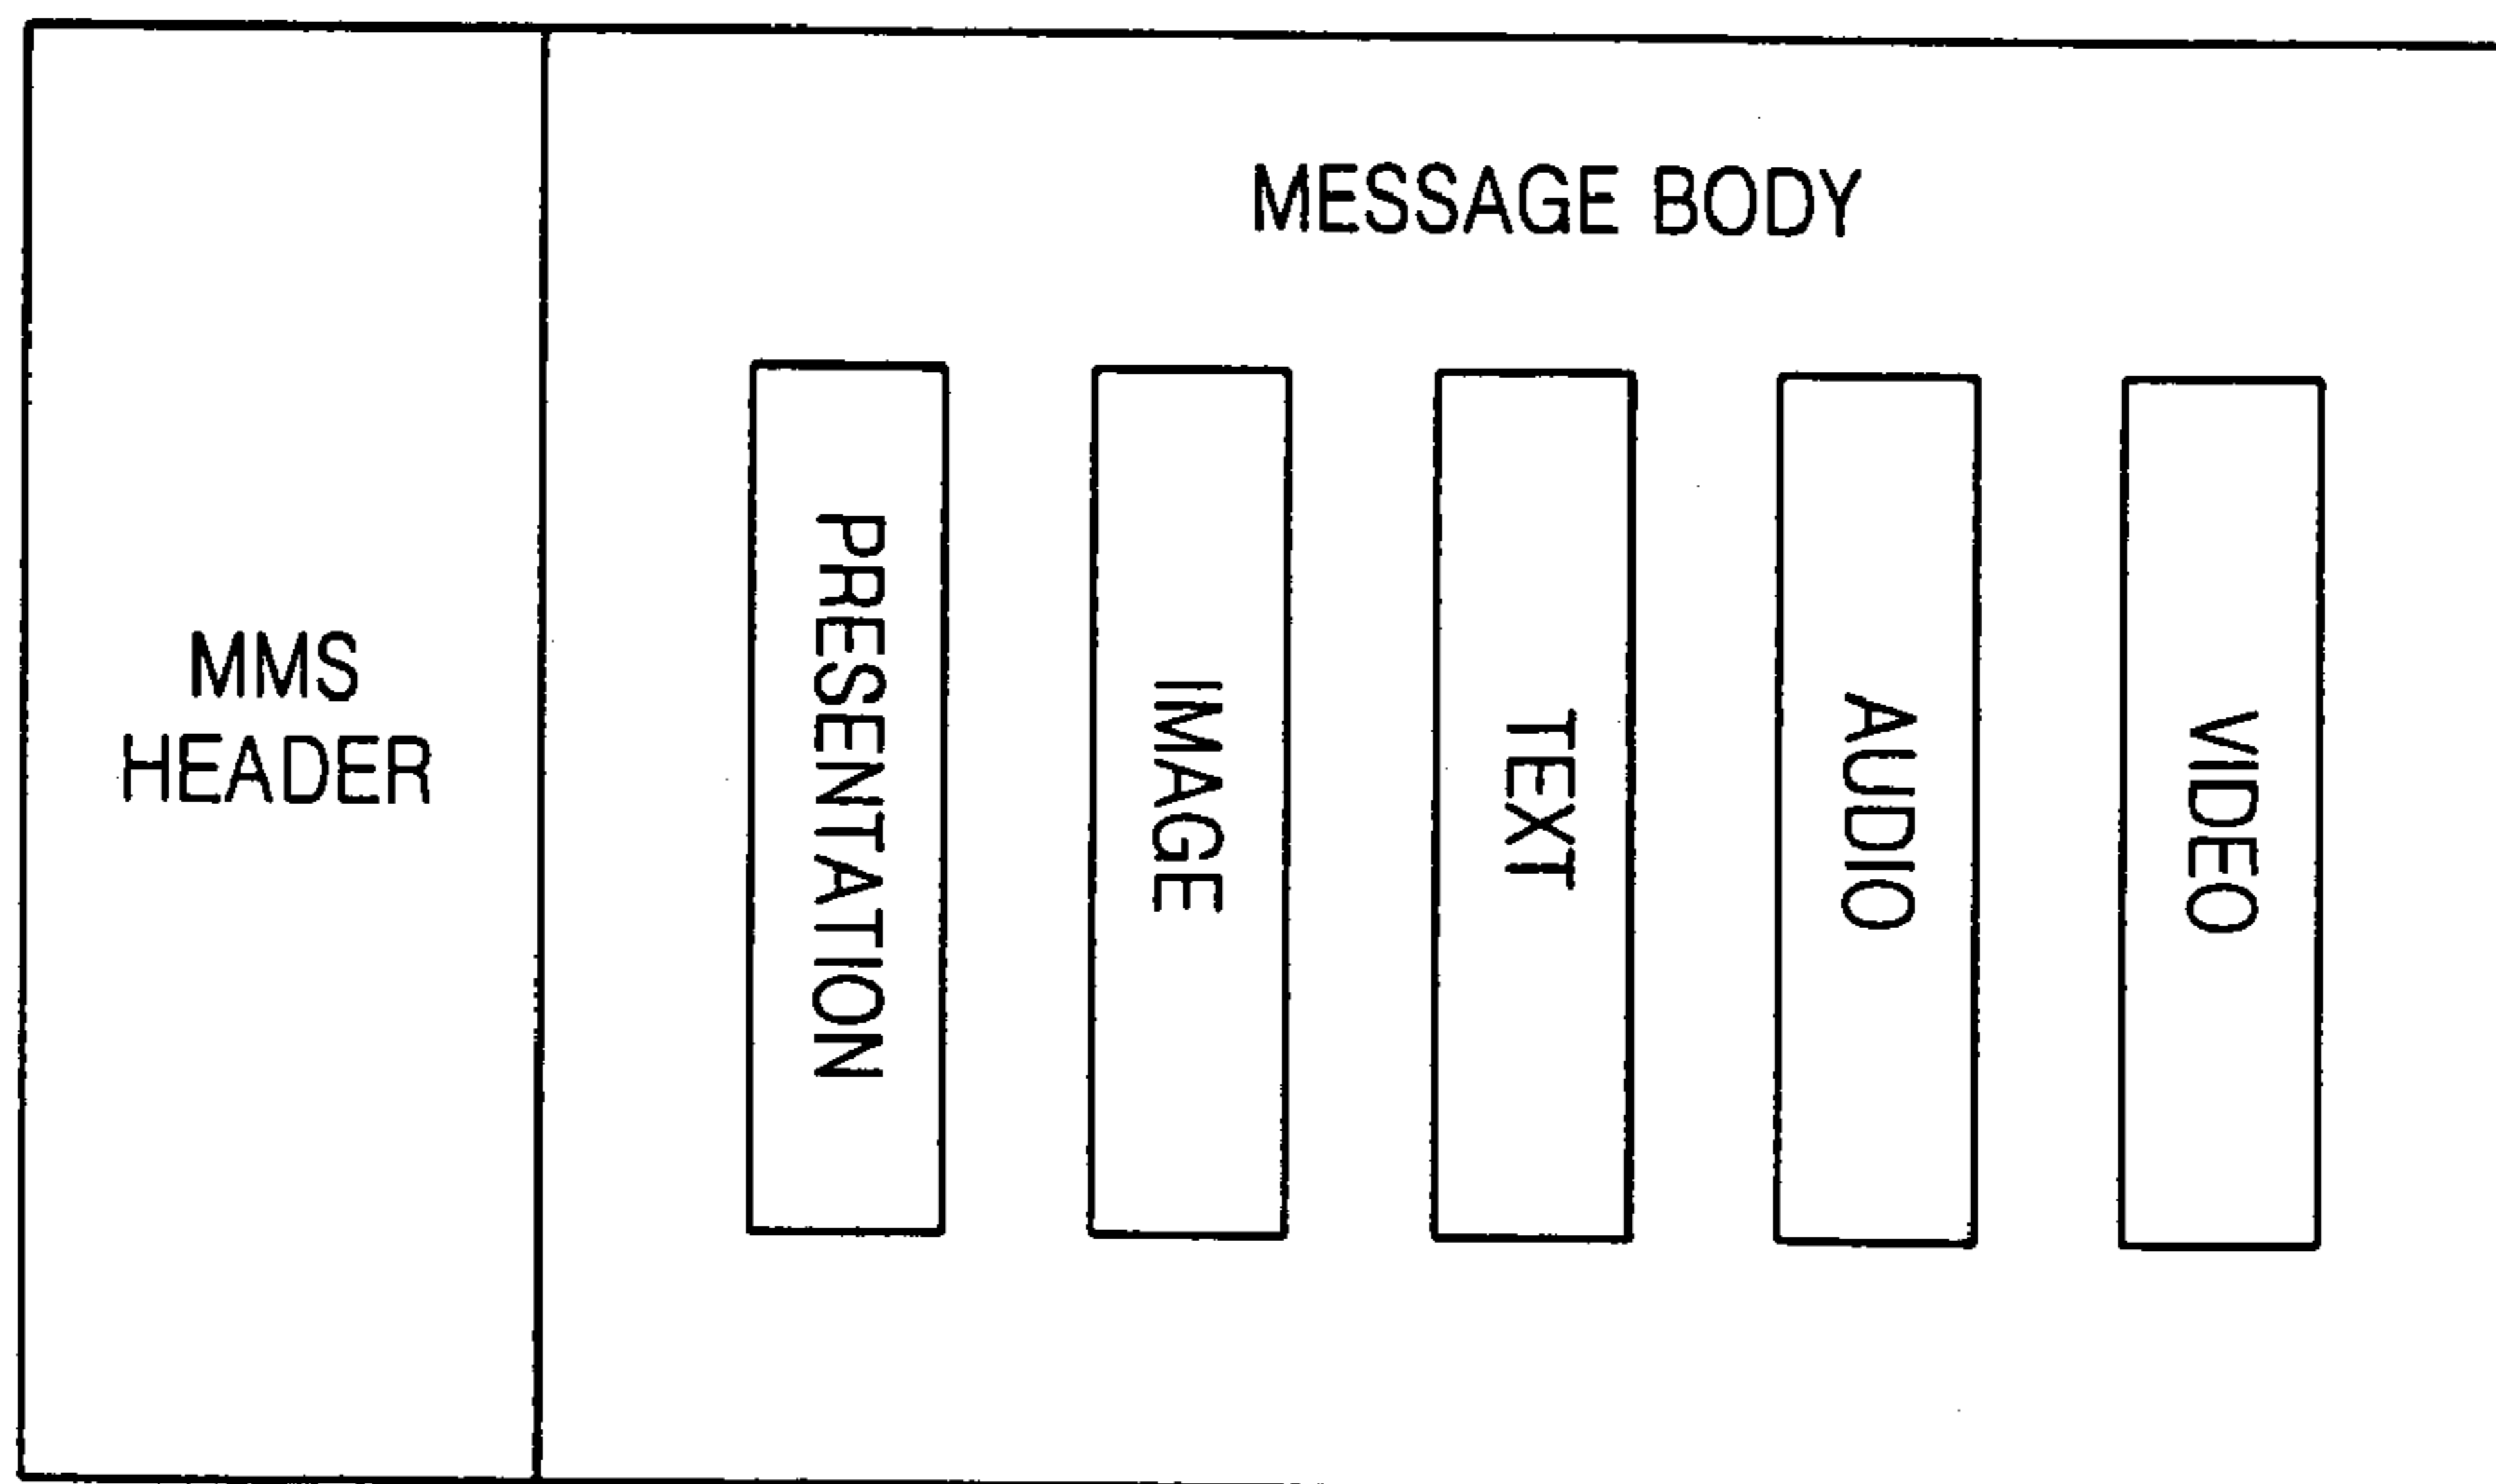 MMS
HEADER
MESSAGE BODY
PRESENTATION
IMAGE
TEXT
AUDIO
VIDEO